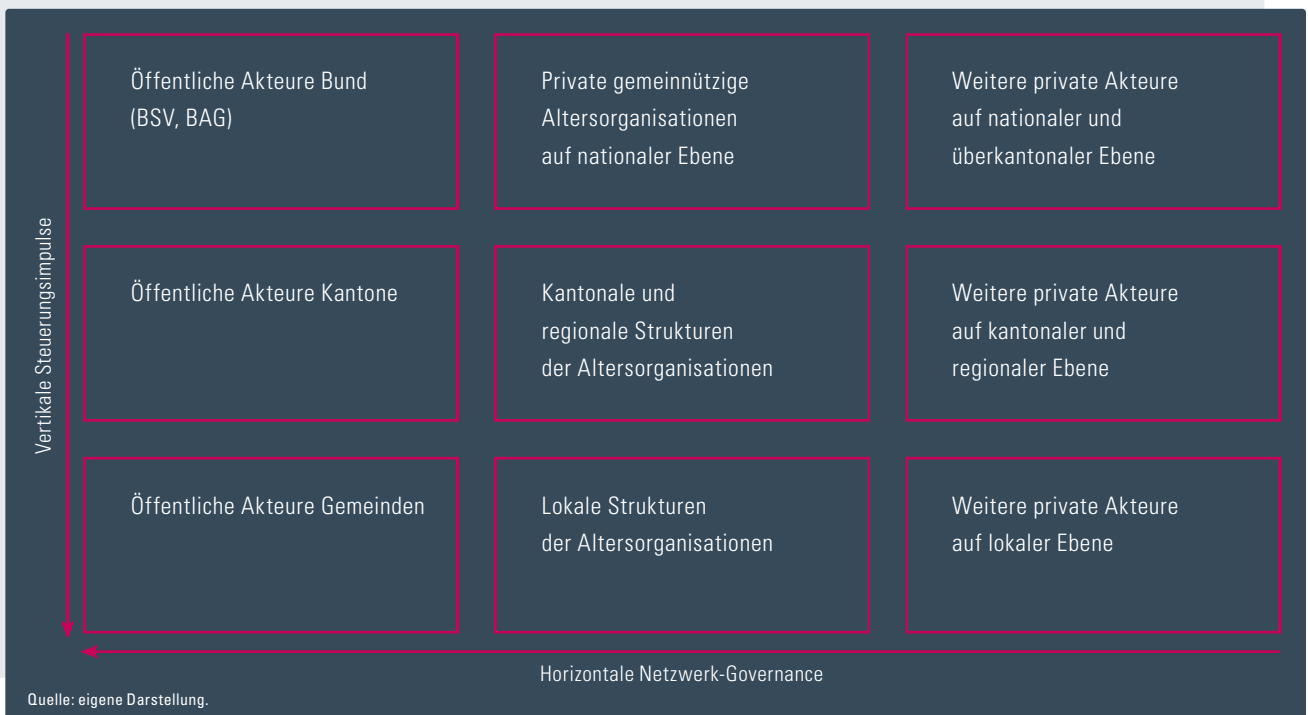 Öffentliche Akteure Bund
(BSV, BAG)
Private gemeinnützige
Altersorganisationen
auf nationaler Ebene
Weitere private Akteure
auf nationaler und
überkantonaler Ebene
Vertikale Steuerungsimpulse
Öffentliche Akteure Kantone
Kantonale und
regionale Strukturen
der Altersorganisationen
Weitere private Akteure
auf kantonaler und
regionaler Ebene
Öffentliche Akteure Gemeinden
Lokale Strukturen
der Altersorganisationen
Weitere private Akteure
auf lokaler Ebene
Horizontale Netzwerk-Governance
Quelle: eigene Darstellung.